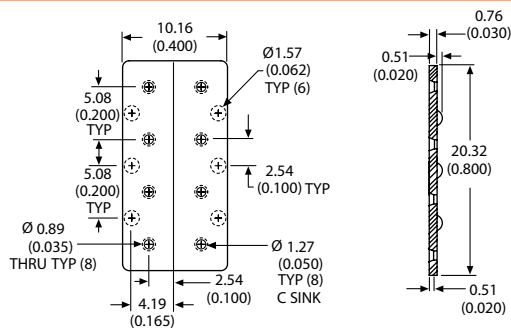 10.16
(0.400)
Ø1.57
(0.062)
TYP (6)
5.08
(0.200)
TYP
5.08
(0.200)
TYP
2.54
(0.100) TYP
Ø 0.89
(0.035)
THRU TYP (8)
Ø 1.27
(0.050)
TYP (8)
C SINK
2.54
(0.100)
4.19
(0.165)
0.76
(0.030)
0.51
(0.020)
20.32
(0.800)
0.51
(0.020)